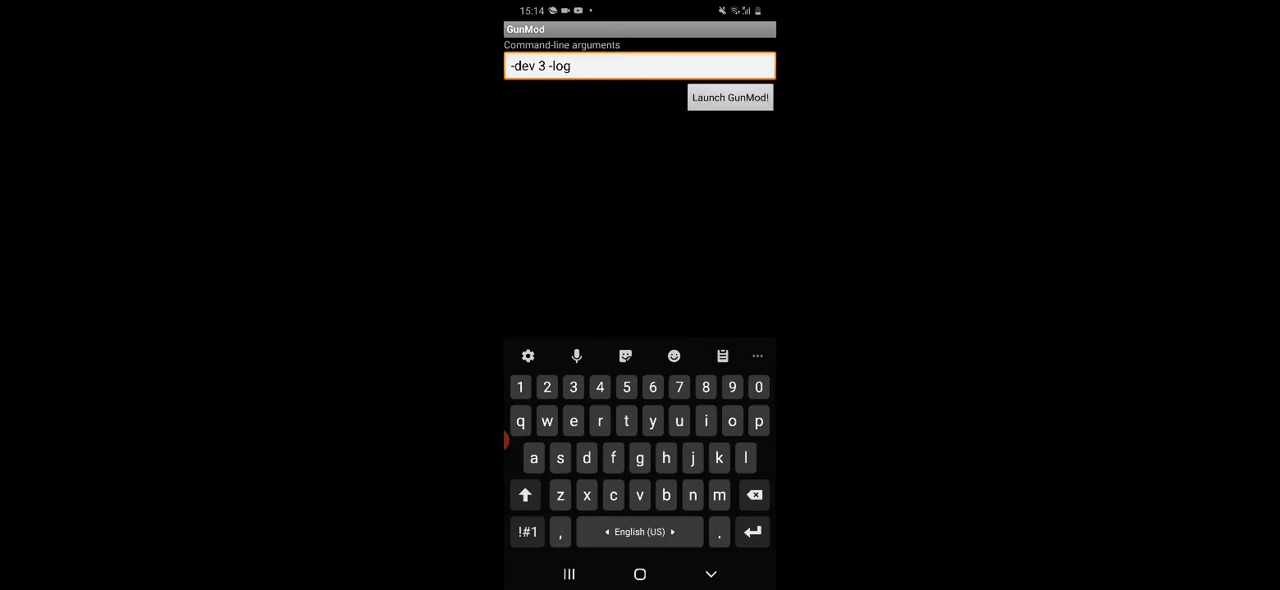 15:14
GunMod
Command-line arguments
-dev 3 -log
Launch GunMod!
1 2 3 4 5 6 7 8 9 0
q w e r t y u i o p
a s d f g h j k l
z x c v b n m
!#1 , English (US) .